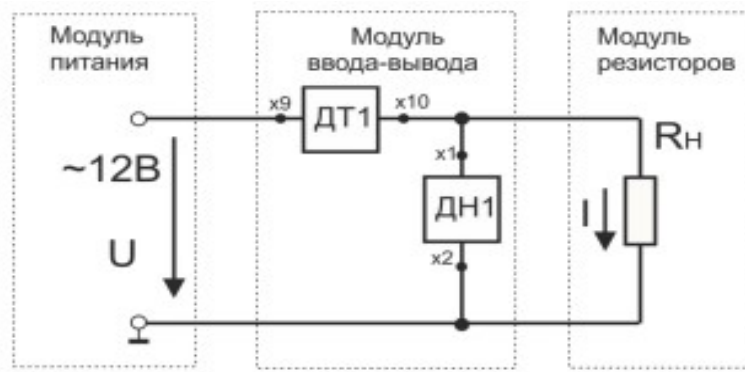 Модуль
питания
Модуль
ввода-вывода
Модуль
резисторов
x9
ДТ1
x10
Rн
~12В
x1
ДН1
I
U
x2